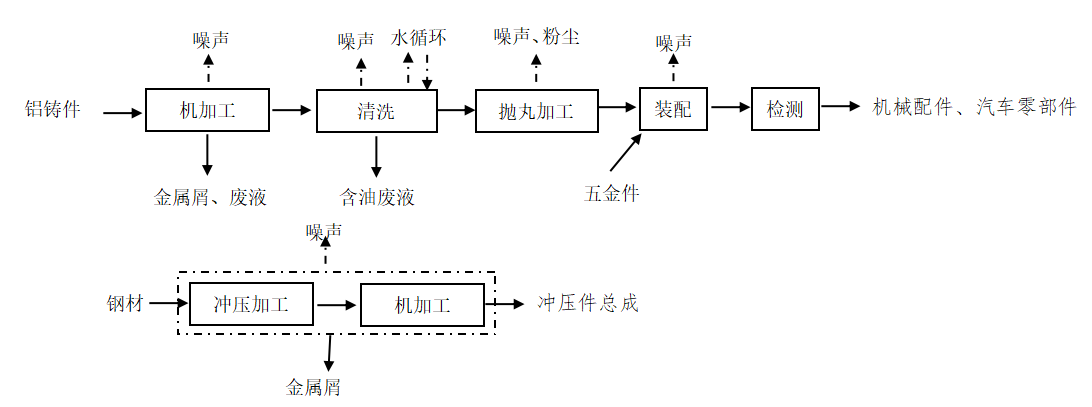 噪声
噪声
水循环
噪声、粉尘
噪声
铝铸件
机加工
清洗
抛丸加工
装配
检测
机械配件、汽车零部件
金属屑、废液
含油废液
五金件
噪声
钢材
冲压加工
机加工
冲压件总成
金属屑